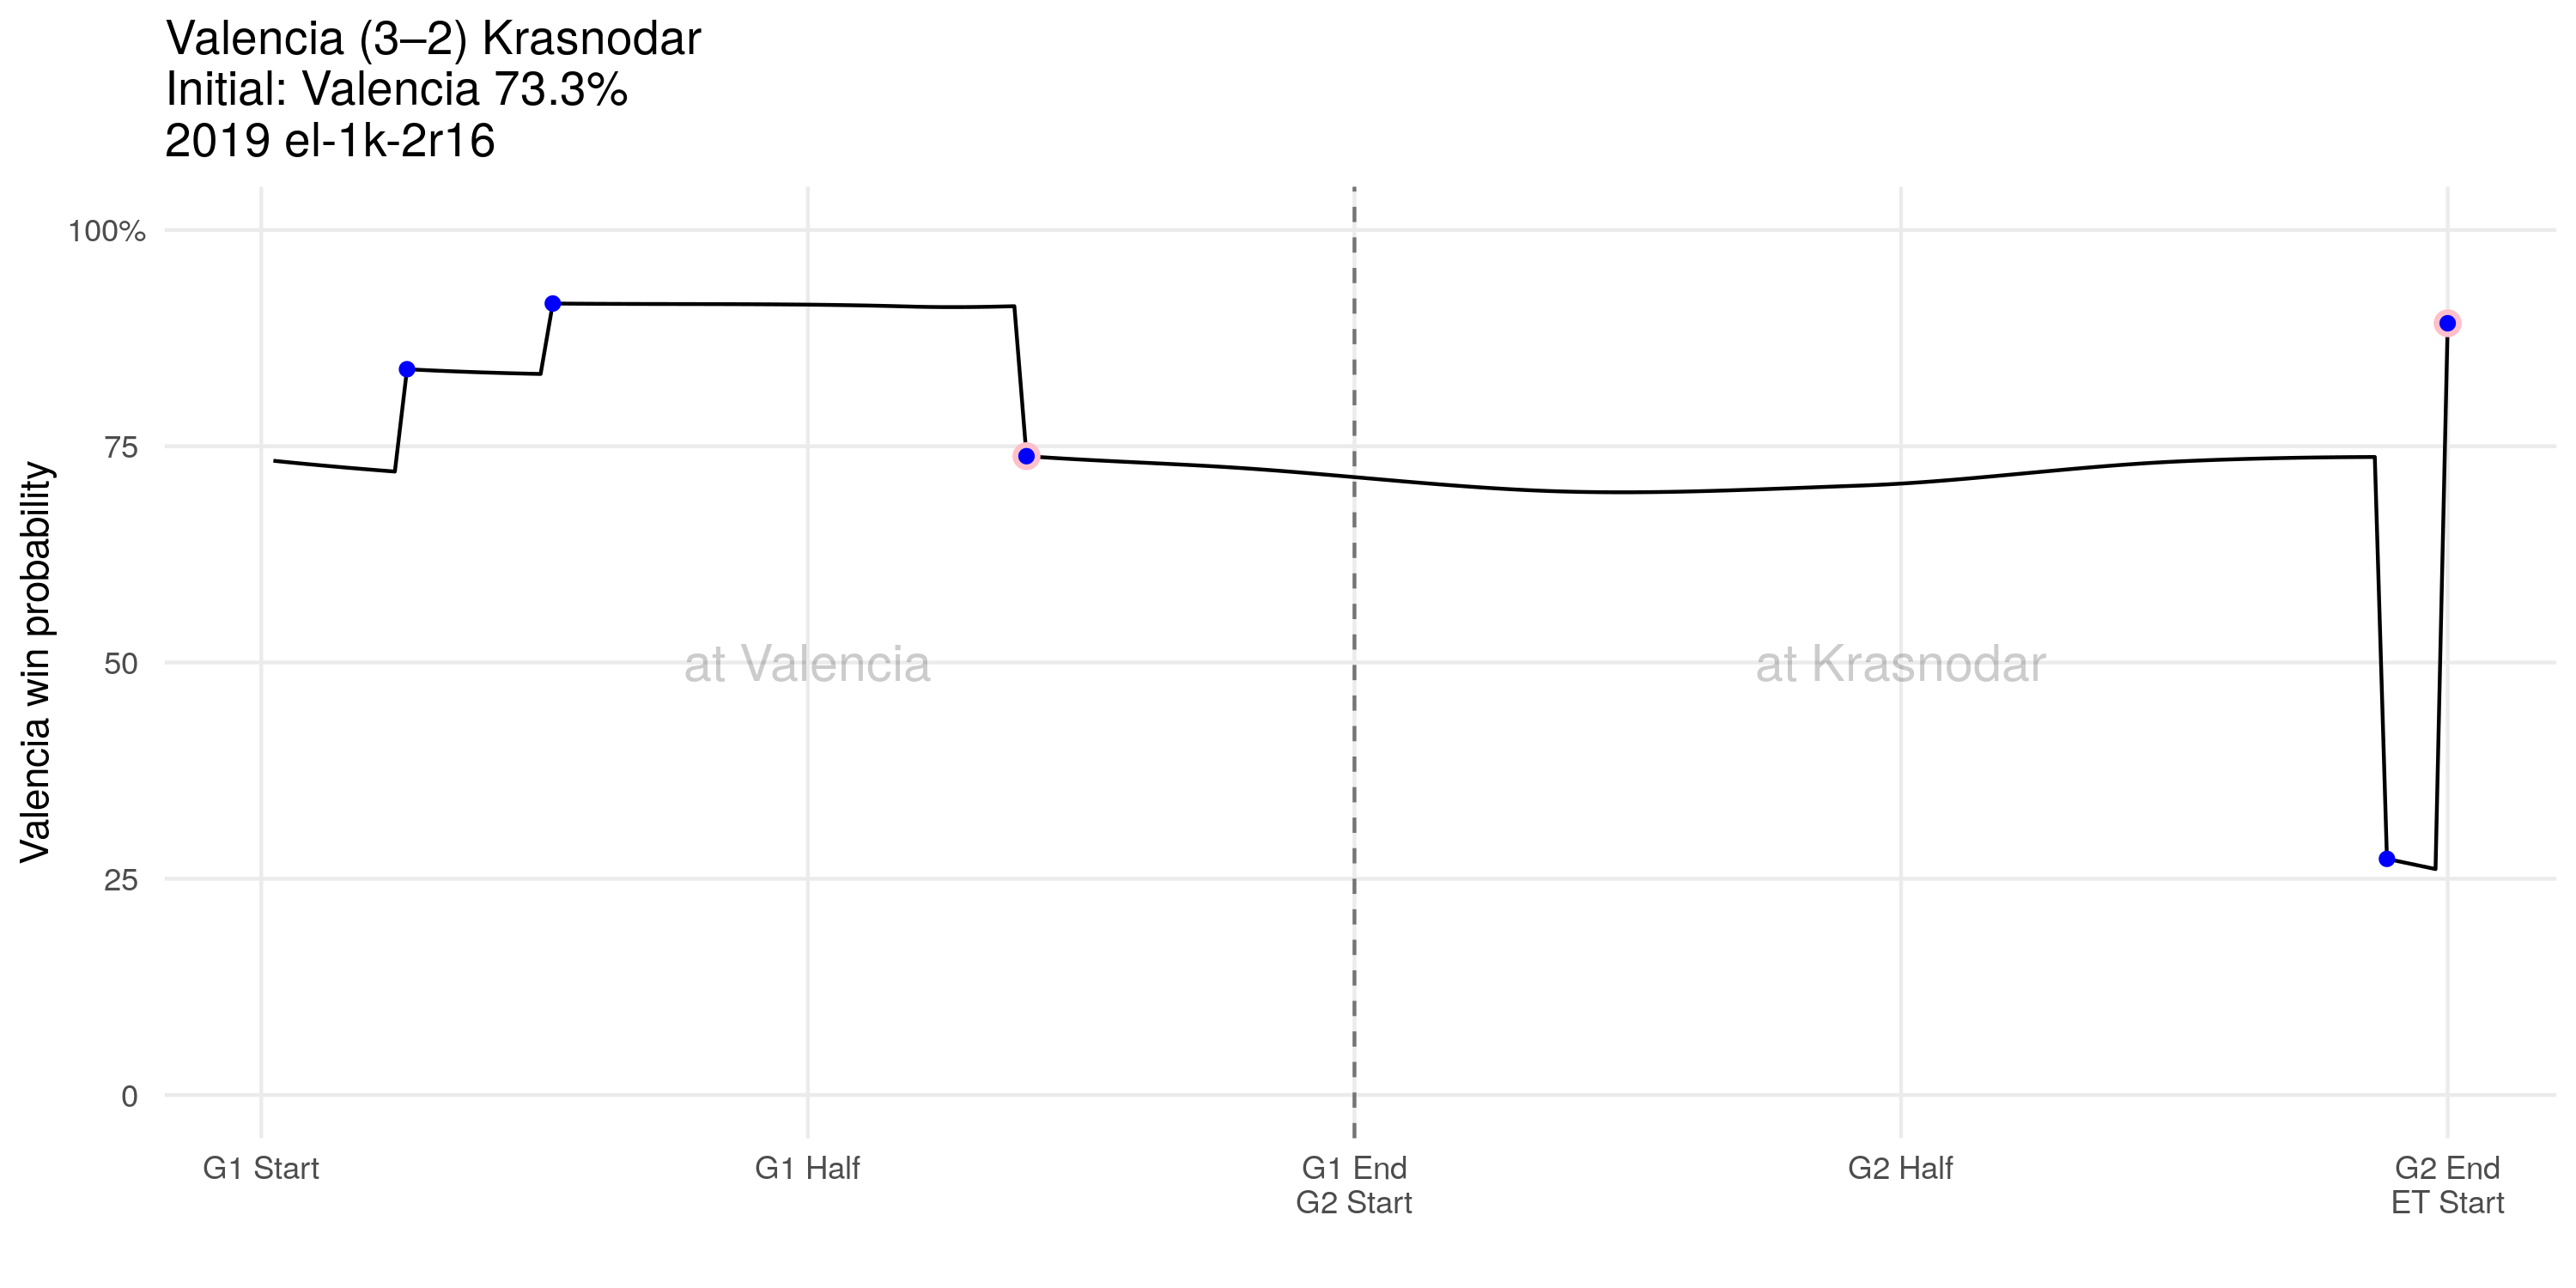 Valencia (3–2) Krasnodar
Initial: Valencia 73.3%
2019 el-1k-2r16
Valencia win probability
100%
75
50
25
0
at Valencia
at Krasnodar
G1 Start
G1 Half
G1 End
G2 Start
G2 Half
G2 End
ET Start